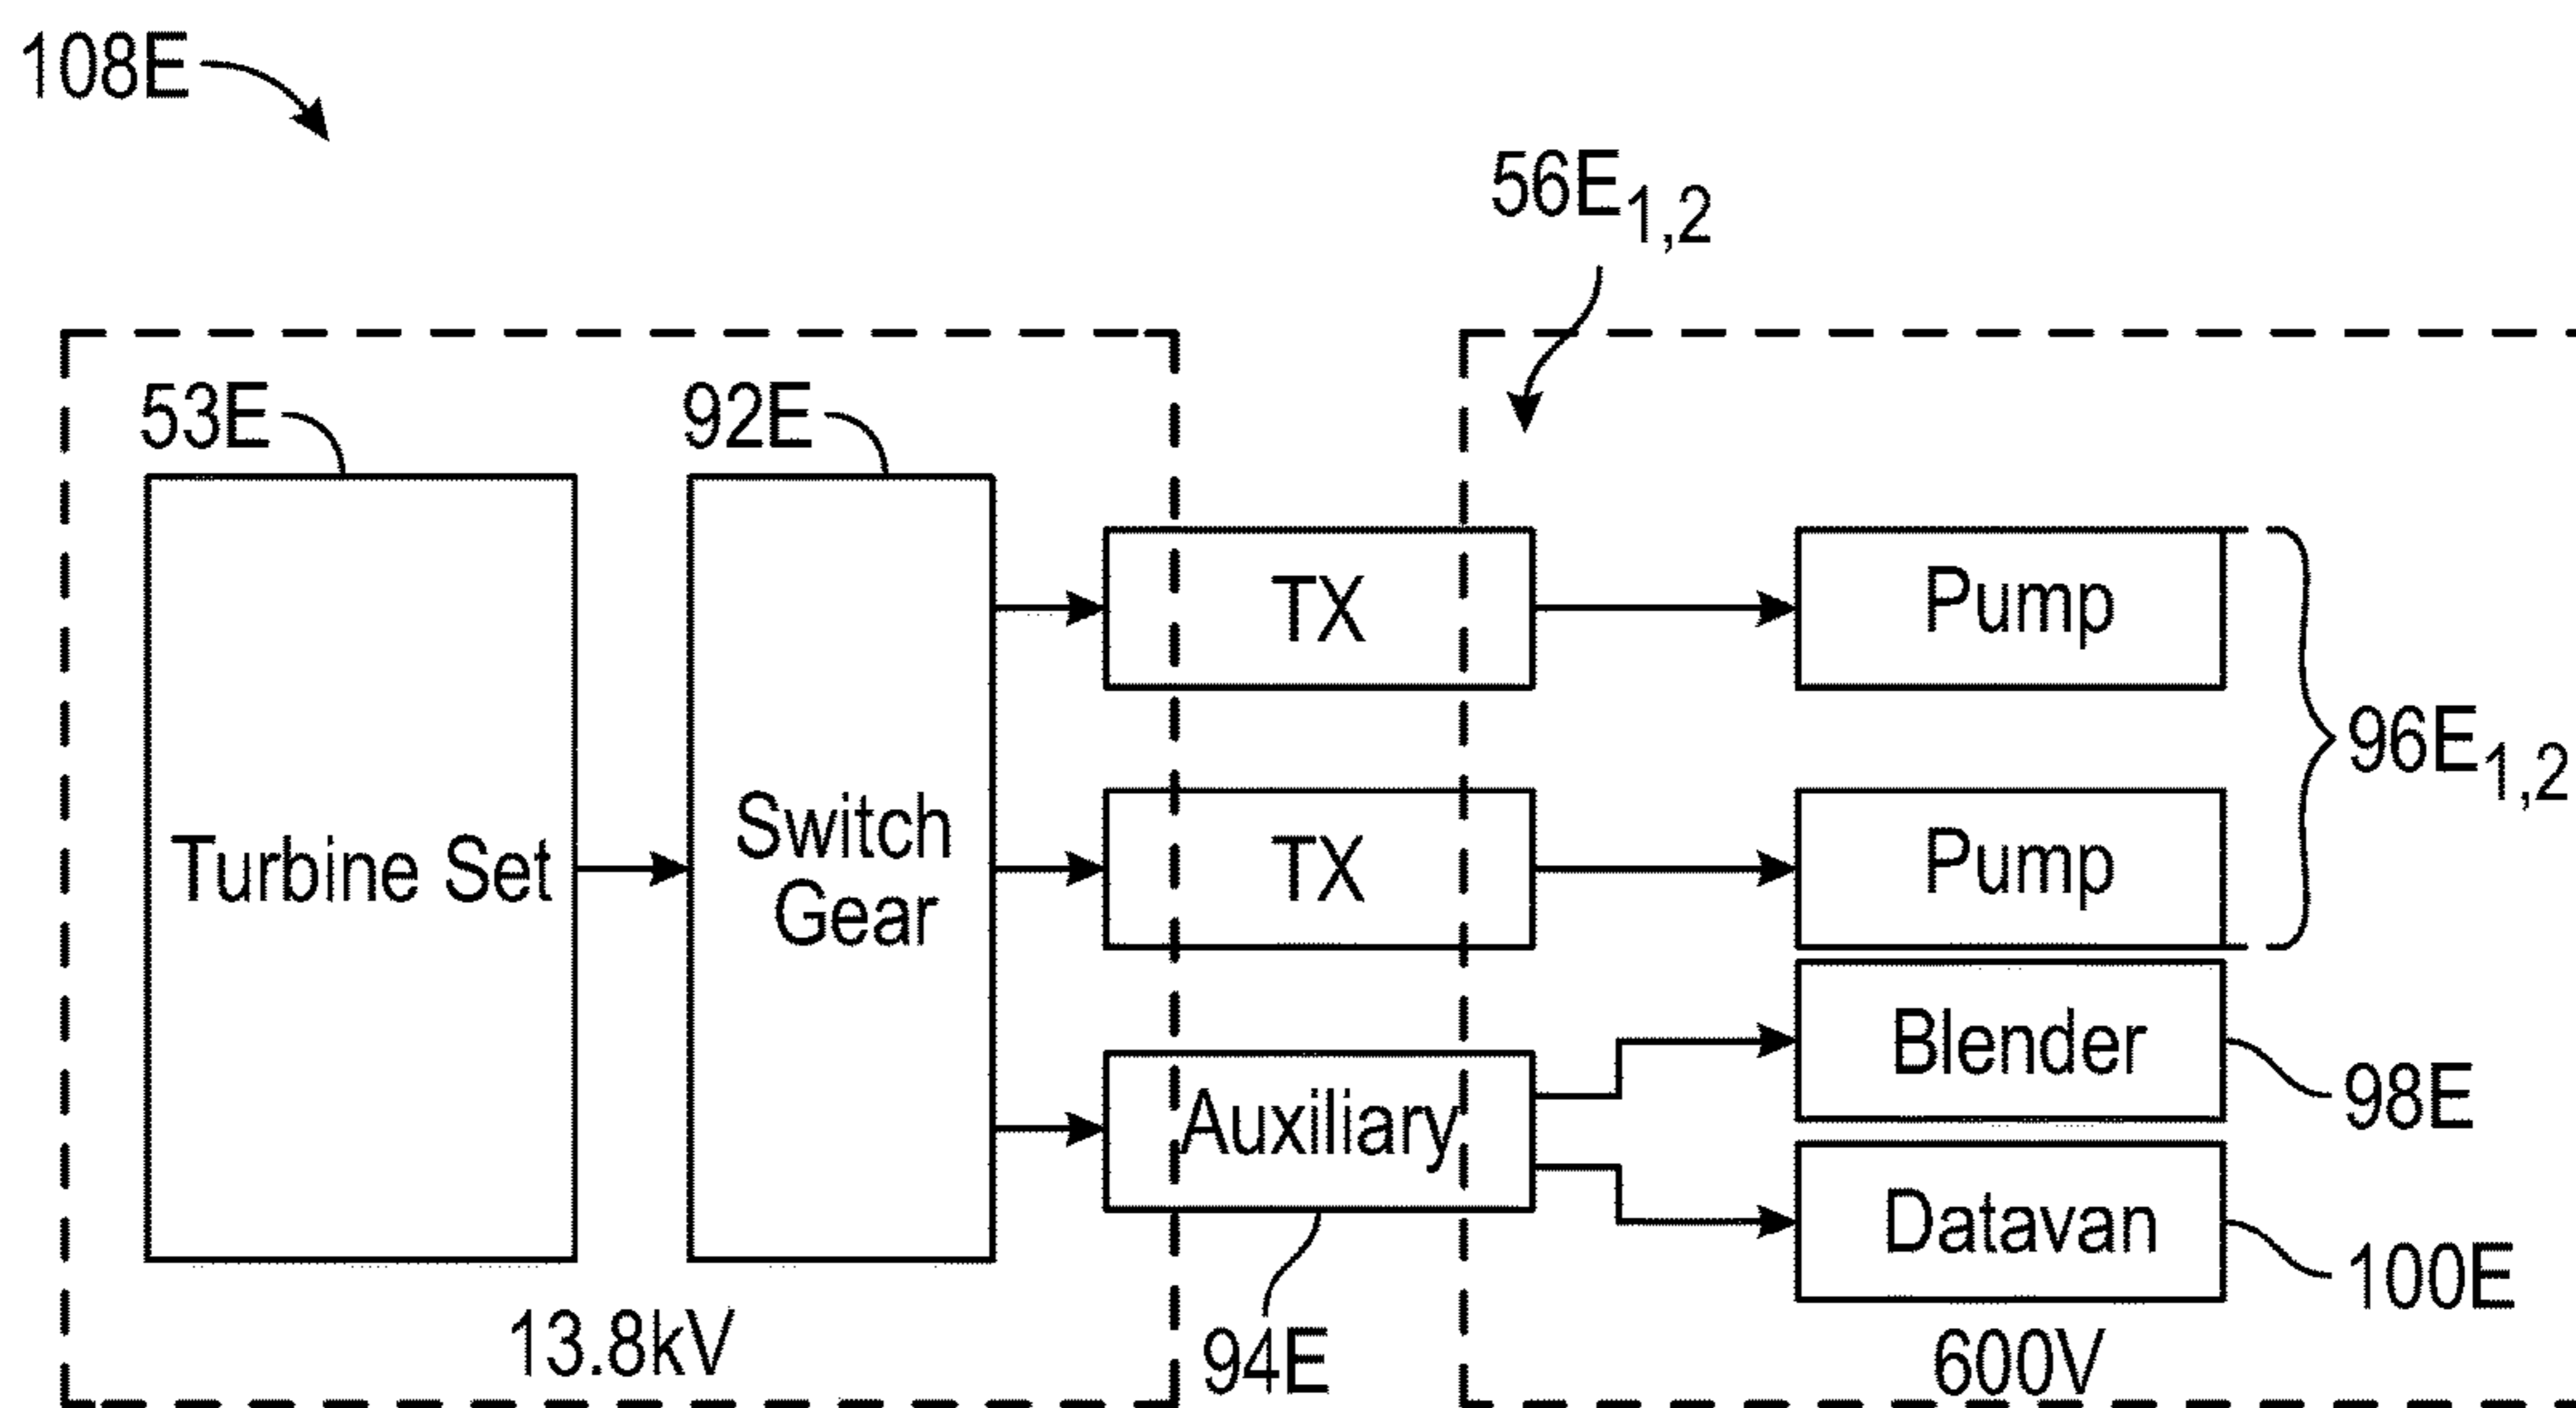 108E
56E1,2
53E
92E
Turbine Set
Switch
Gear
TX
Pump
TX
Pump
96E1,2
Auxiliary
Blender
98E
Datavan
100E
94E
13.8kV
600V